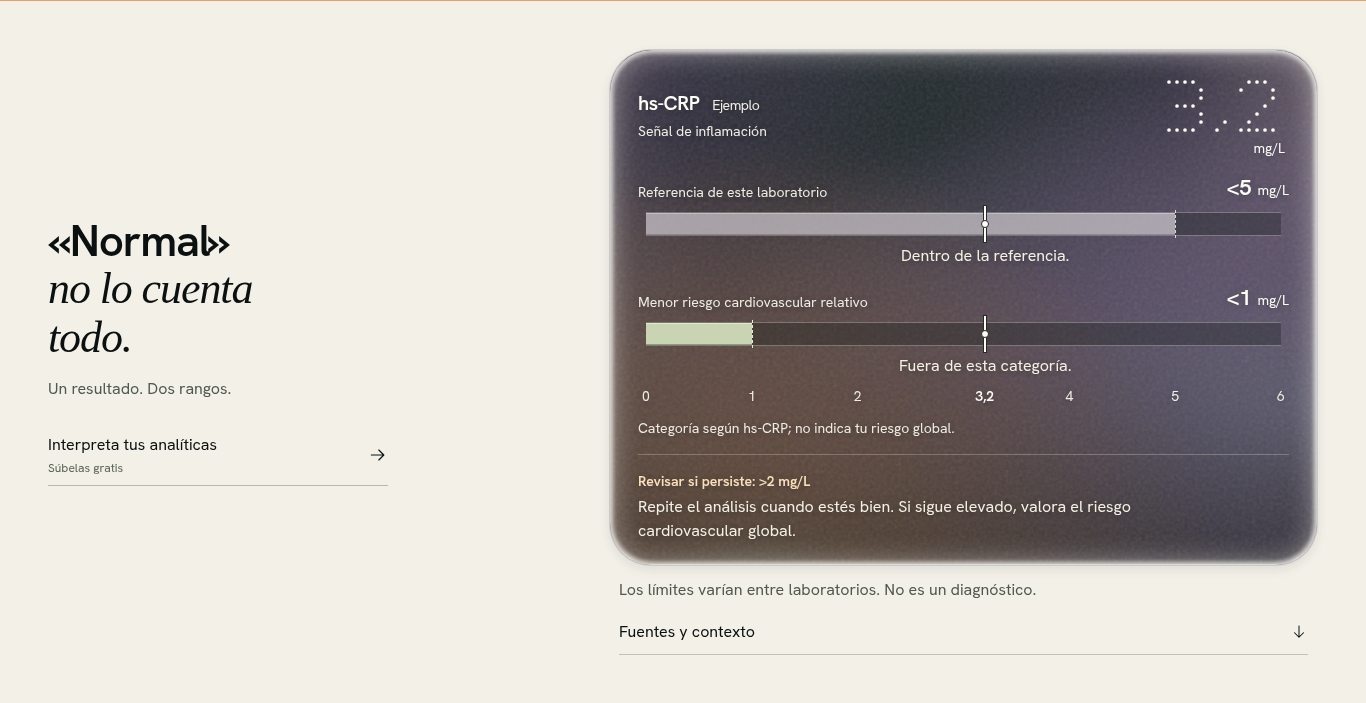 «Normal»
no lo cuenta
todo.
Un resultado. Dos rangos.
Interpreta tus analíticas
Súbelas gratis
hs-CRP Ejemplo
Señal de inflamación
3.2
mg/L
Referencia de este laboratorio
<5 mg/L
Dentro de la referencia.
Menor riesgo cardiovascular relativo
<1 mg/L
Fuera de esta categoría.
0 1 2 3,2 4 5 6
Categoría según hs-CRP; no indica tu riesgo global.
Revisar si persiste: >2 mg/L
Repite el análisis cuando estés bien. Si sigue elevado, valora el riesgo
cardiovascular global.
Los límites varían entre laboratorios. No es un diagnóstico.
Fuentes y contexto